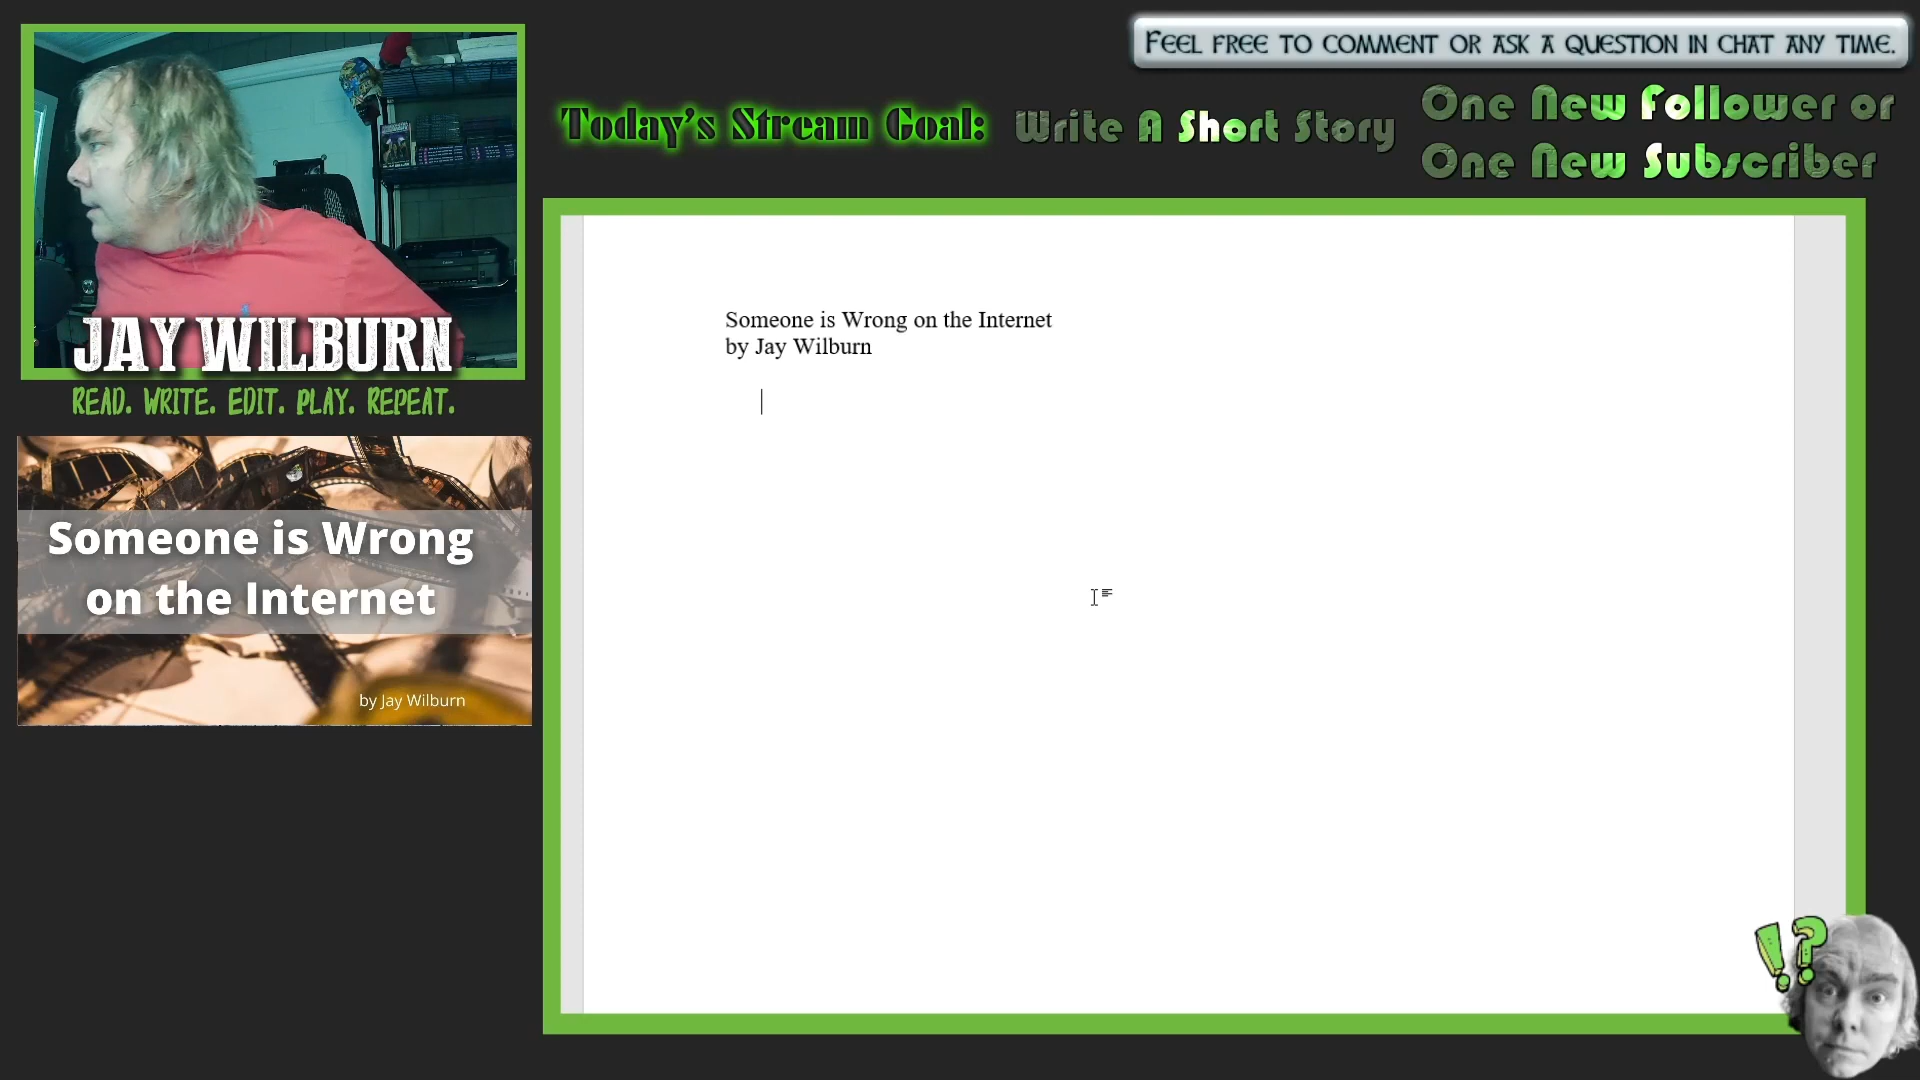 FEEL FREE TO COMMENT OR ASK A QUESTION IN CHAT ANY TIME.
Today's Stream Goal:
Write A Short Story
One New Follower or
One New Subscriber
JAY WILBURN
READ. WRITE. EDIT. PLAY. REPEAT.
Someone is Wrong
on the Internet
by Jay Wilburn
Someone is Wrong on the Internet
by Jay Wilburn
!?